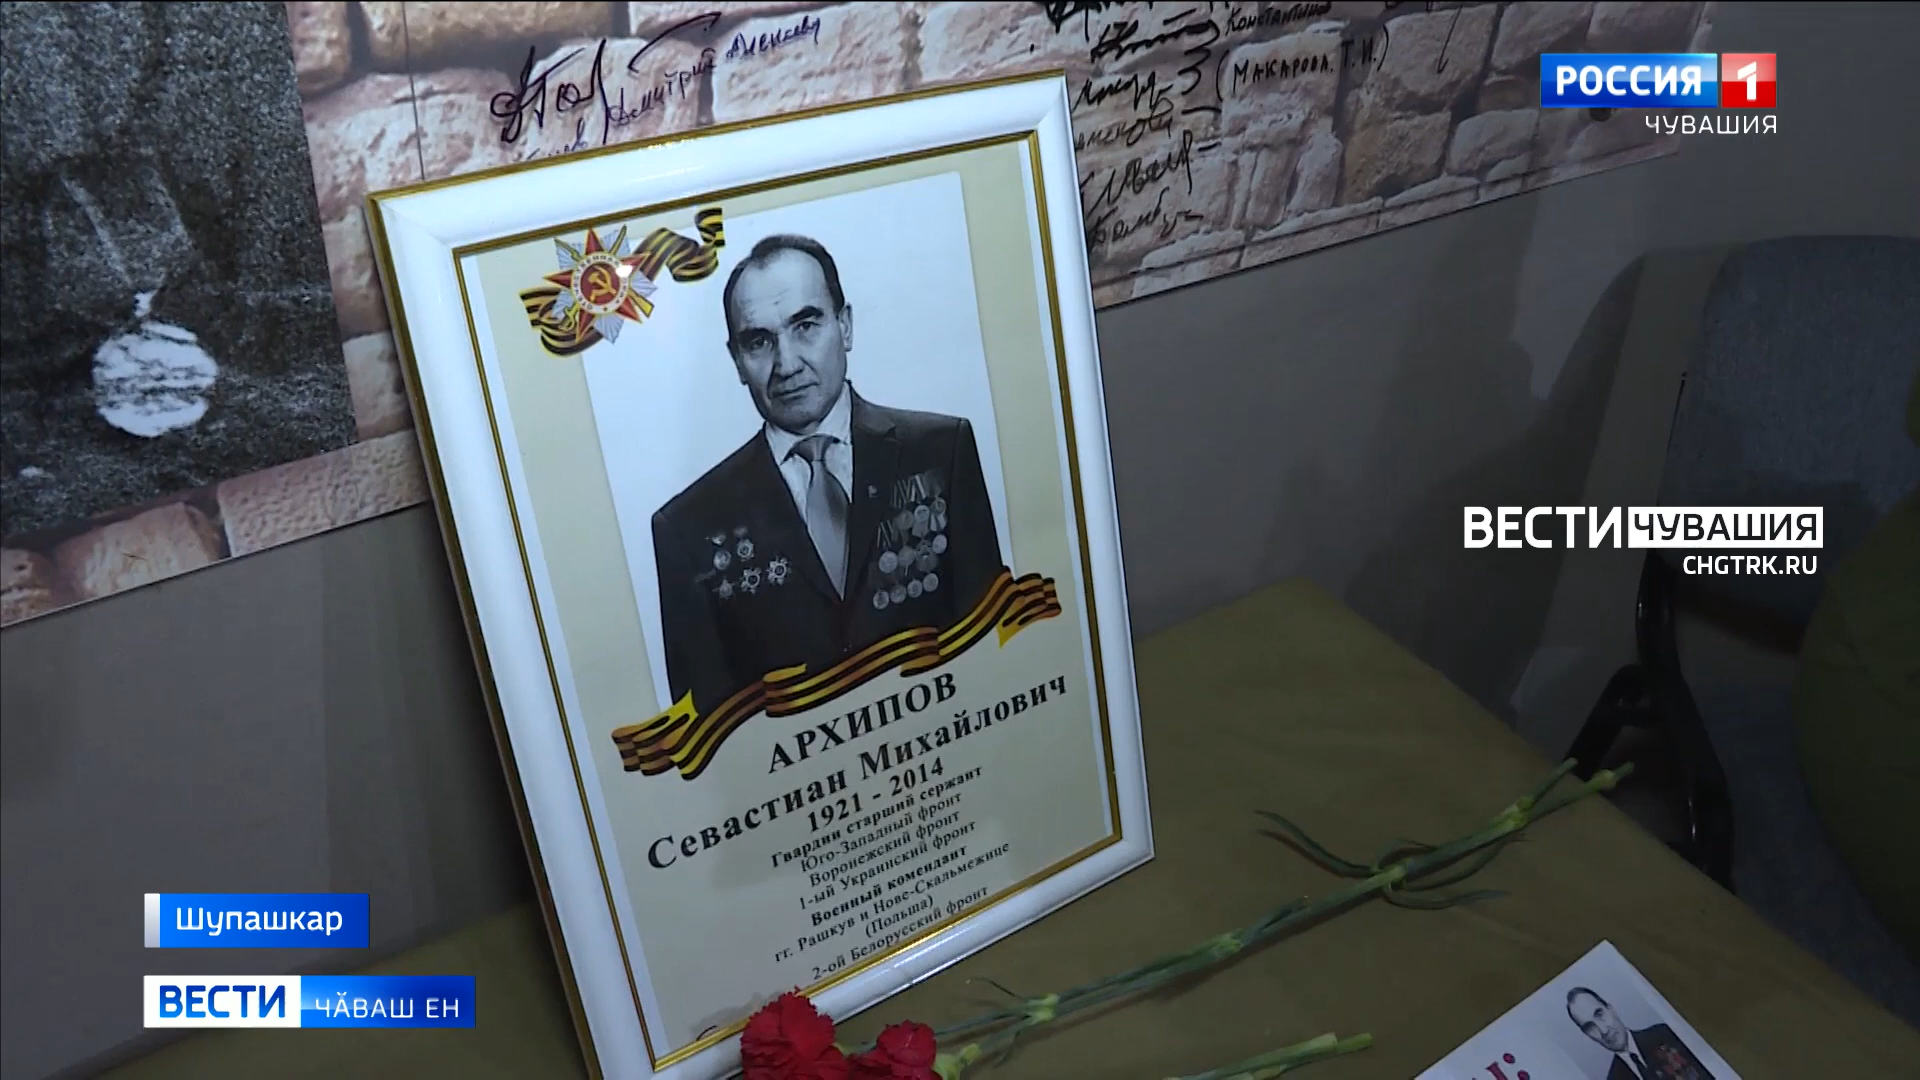 Дмитрий Алексеев
Константинов
(МАКАРОВА.Т.И.)
РОССИЯ 1
ЧУВАШИЯ
ВЕСТИ ЧУВАШИЯ
CHGTRK.RU
АРХИПОВ
Севастиан Михайлович
1921 - 2014
Гвардии старший сержант
Юго-Западный фронт
Воронежский фронт
1-ый Украинский фронт
Военный комендант
гг. Рашкув и Нове-Скальмежице
(Польша)
2-ой Белорусский фронт
Шупашкар
ВЕСТИ ЧӐВАШ ЕН